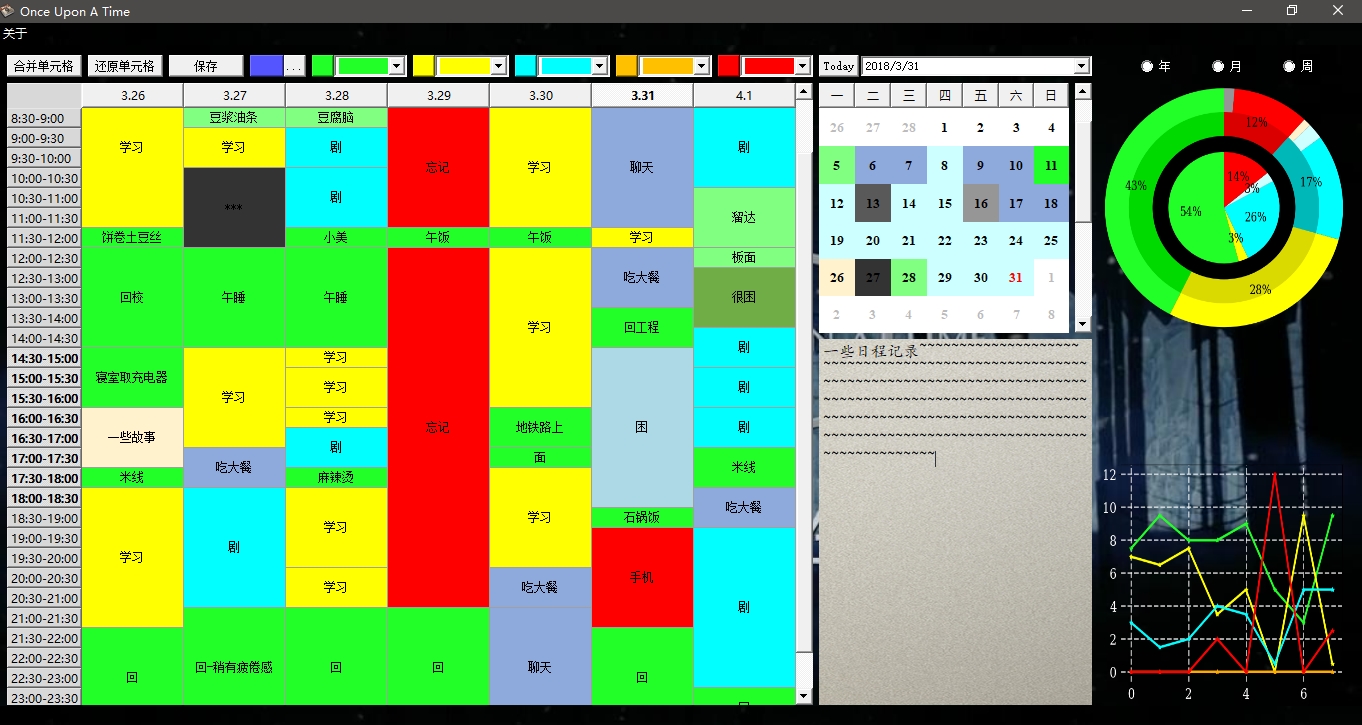 Once Upon A Time
关于
合并单元格 还原单元格 保存 ... Today 2018/3/31 年 月 周
3.26 3.27 3.28 3.29 3.30 3.31 4.1
一 二 三 四 五 六 日
26 27 28 1 2 3 4
5 6 7 8 9 10 11
12 13 14 15 16 17 18
19 20 21 22 23 24 25
26 27 28 29 30 31 1
2 3 4 5 6 7 8
8:30-9:00
9:00-9:30
9:30-10:00
10:00-10:30
10:30-11:00
11:00-11:30
11:30-12:00
12:00-12:30
12:30-13:00
13:00-13:30
13:30-14:00
14:00-14:30
14:30-15:00
15:00-15:30
15:30-16:00
16:00-16:30
16:30-17:00
17:00-17:30
17:30-18:00
18:00-18:30
18:30-19:00
19:00-19:30
19:30-20:00
20:00-20:30
20:30-21:00
21:00-21:30
21:30-22:00
22:00-22:30
22:30-23:00
23:00-23:30
学习
饼卷土豆丝
回校
寝室取充电器
一些故事
米线
学习
回
豆浆油条
学习
***
午睡
学习
吃大餐
剧
回-稍有疲倦感
豆腐脑
剧
剧
小美
午睡
学习
学习
学习
剧
麻辣烫
学习
学习
回
忘记
午饭
忘记
回
学习
午饭
学习
地铁路上
面
学习
吃大餐
聊天
聊天
学习
吃大餐
回工程
困
石锅饭
手机
回
剧
溜达
板面
很困
剧
剧
剧
米线
吃大餐
剧
回
一些日程记录~~~~~~~~~~~~~~~~~~~~
~~~~~~~~~~~~~~~~~~~~~~~~~~~~~~~~~
~~~~~~~~~~~~~~~~~~~~~~~~~~~~~~~~~
~~~~~~~~~~~~~~~~~~~~~~~~~~~~~~~~~
~~~~~~~~~~~~~~~~~~~~~~~~~~~~~~~~~
~~~~~~~~~~~~~~~~~~~~~~~~~~~~~~~~~
~~~~~~~~~~~~~~
12%
17%
28%
43%
14%
3%
26%
3%
54%
12
10
8
6
4
2
0
0 2 4 6